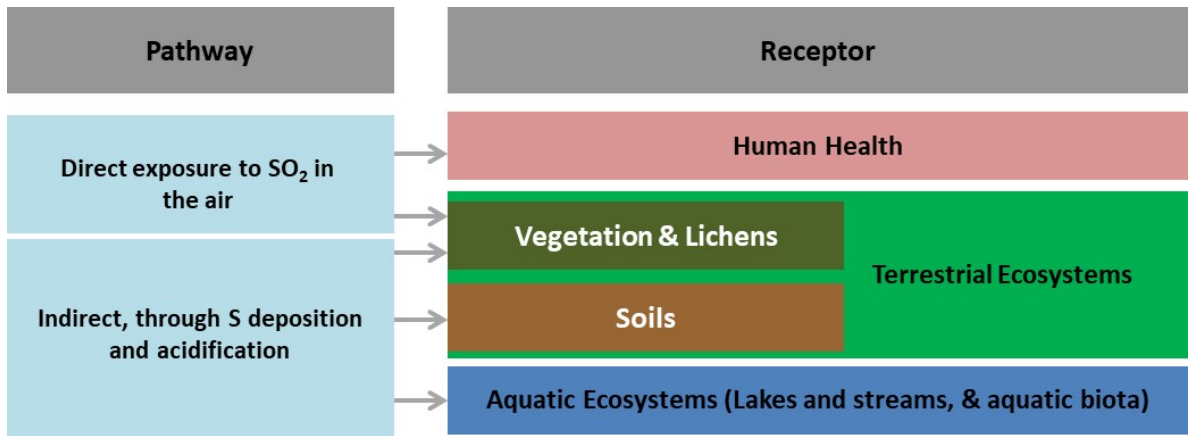 Pathway
Receptor
Direct exposure to SO₂ in
the air
Human Health
Vegetation & Lichens
Terrestrial Ecosystems
Indirect, through S deposition
and acidification
Soils
Aquatic Ecosystems (Lakes and streams, & aquatic biota)